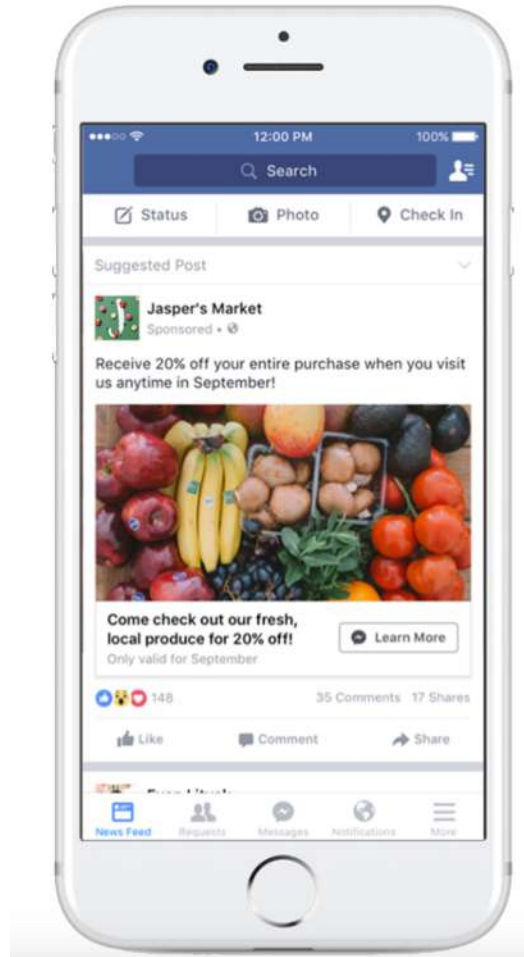 12:00 PM 100%
Search
Status Photo Check In
Suggested Post
Jasper's Market
Sponsored •
Receive 20% off your entire purchase when you visit
us anytime in September!
Come check out our fresh,
local produce for 20% off!
Only valid for September
Learn More
148 35 Comments 17 Shares
Like Comment Share
News Feed Requests Messages Notifications More